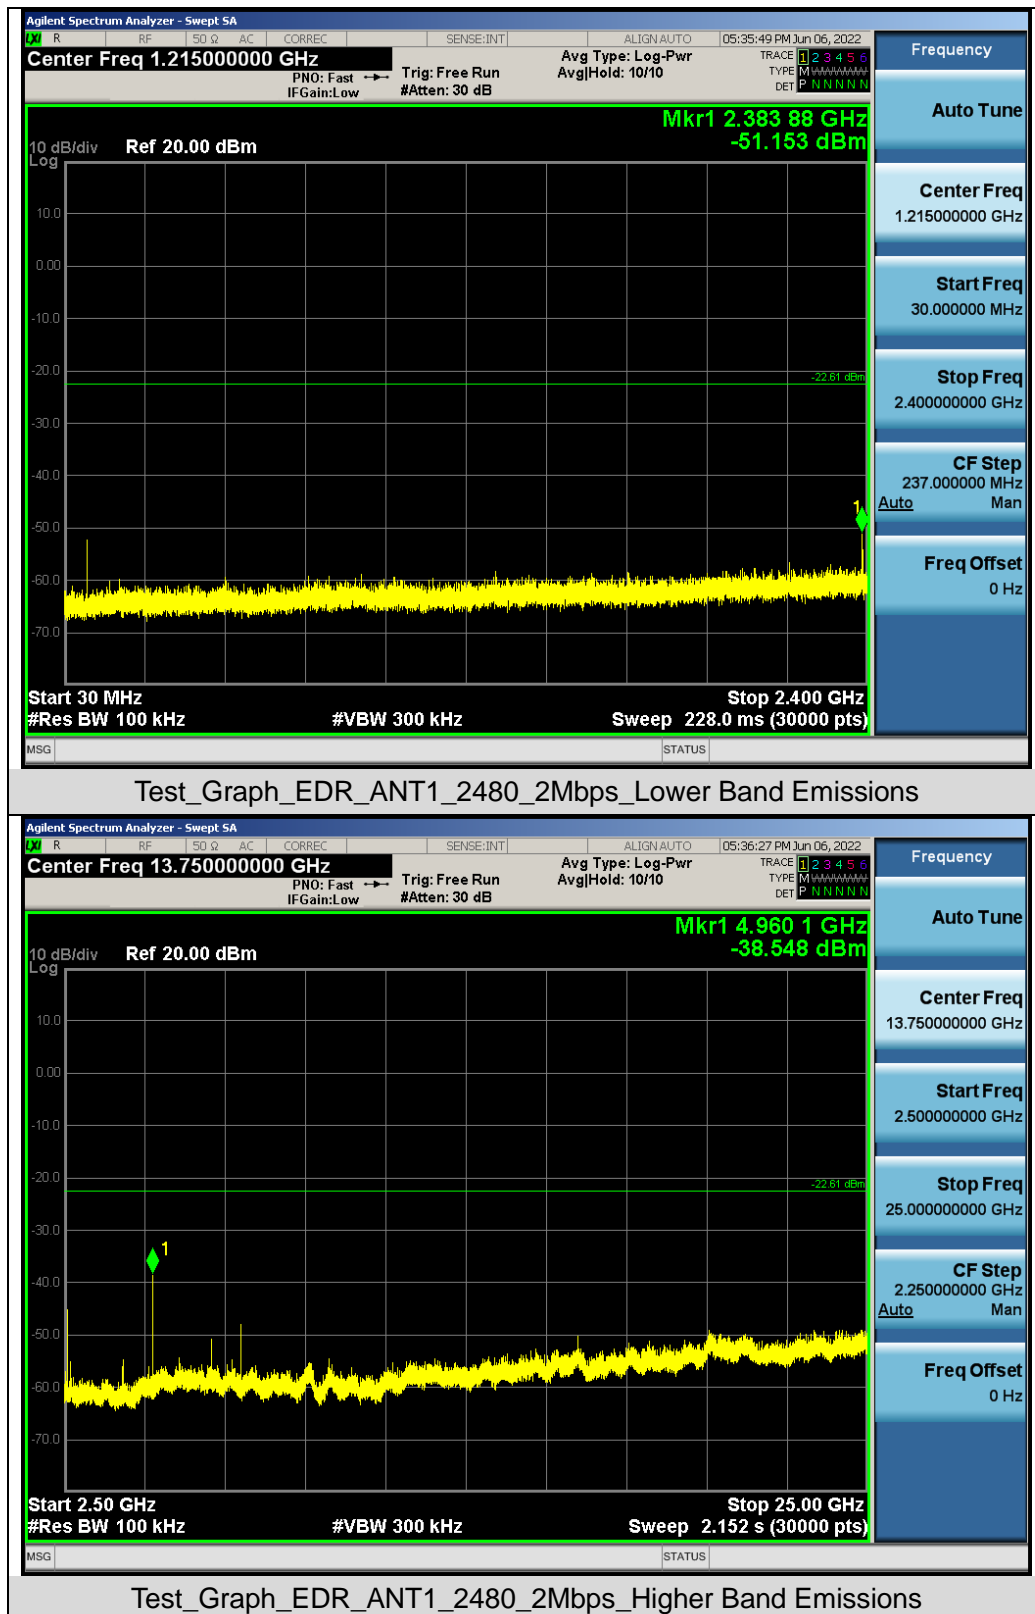 Agilent Spectrum Analyzer - Swept SA
LXI R RF 50 Ω AC CORREC SENSE:INT ALIGN AUTO 05:35:49 PM Jun 06, 2022
Center Freq 1.215000000 GHz
PNO: Fast
IFGain:Low
Trig: Free Run
#Atten: 30 dB
Avg Type: Log-Pwr
Avg|Hold: 10/10
TRACE 1 2 3 4 5 6
TYPE M
DET P N N N N N
Mkr1 2.383 88 GHz
-51.153 dBm
10 dB/div Ref 20.00 dBm
Log
10.0
0.00
-10.0
-20.0
-22.61 dBm
-30.0
-40.0
1
-50.0
-60.0
-70.0
Start 30 MHz Stop 2.400 GHz
#Res BW 100 kHz #VBW 300 kHz Sweep 228.0 ms (30000 pts)
MSG STATUS
Frequency
Auto Tune
Center Freq
1.215000000 GHz
Start Freq
30.000000 MHz
Stop Freq
2.400000000 GHz
CF Step
237.000000 MHz
Auto Man
Freq Offset
0 Hz
Test_Graph_EDR_ANT1_2480_2Mbps_Lower Band Emissions
Agilent Spectrum Analyzer - Swept SA
LXI R RF 50 Ω AC CORREC SENSE:INT ALIGN AUTO 05:36:27 PM Jun 06, 2022
Center Freq 13.750000000 GHz
PNO: Fast
IFGain:Low
Trig: Free Run
#Atten: 30 dB
Avg Type: Log-Pwr
Avg|Hold: 10/10
TRACE 1 2 3 4 5 6
TYPE M
DET P N N N N N
Mkr1 4.960 1 GHz
-38.548 dBm
10 dB/div Ref 20.00 dBm
Log
10.0
0.00
-10.0
-20.0
-22.61 dBm
-30.0
1
-40.0
-50.0
-60.0
-70.0
Start 2.50 GHz Stop 25.00 GHz
#Res BW 100 kHz #VBW 300 kHz Sweep 2.152 s (30000 pts)
MSG STATUS
Frequency
Auto Tune
Center Freq
13.750000000 GHz
Start Freq
2.500000000 GHz
Stop Freq
25.000000000 GHz
CF Step
2.250000000 GHz
Auto Man
Freq Offset
0 Hz
Test_Graph_EDR_ANT1_2480_2Mbps_Higher Band Emissions